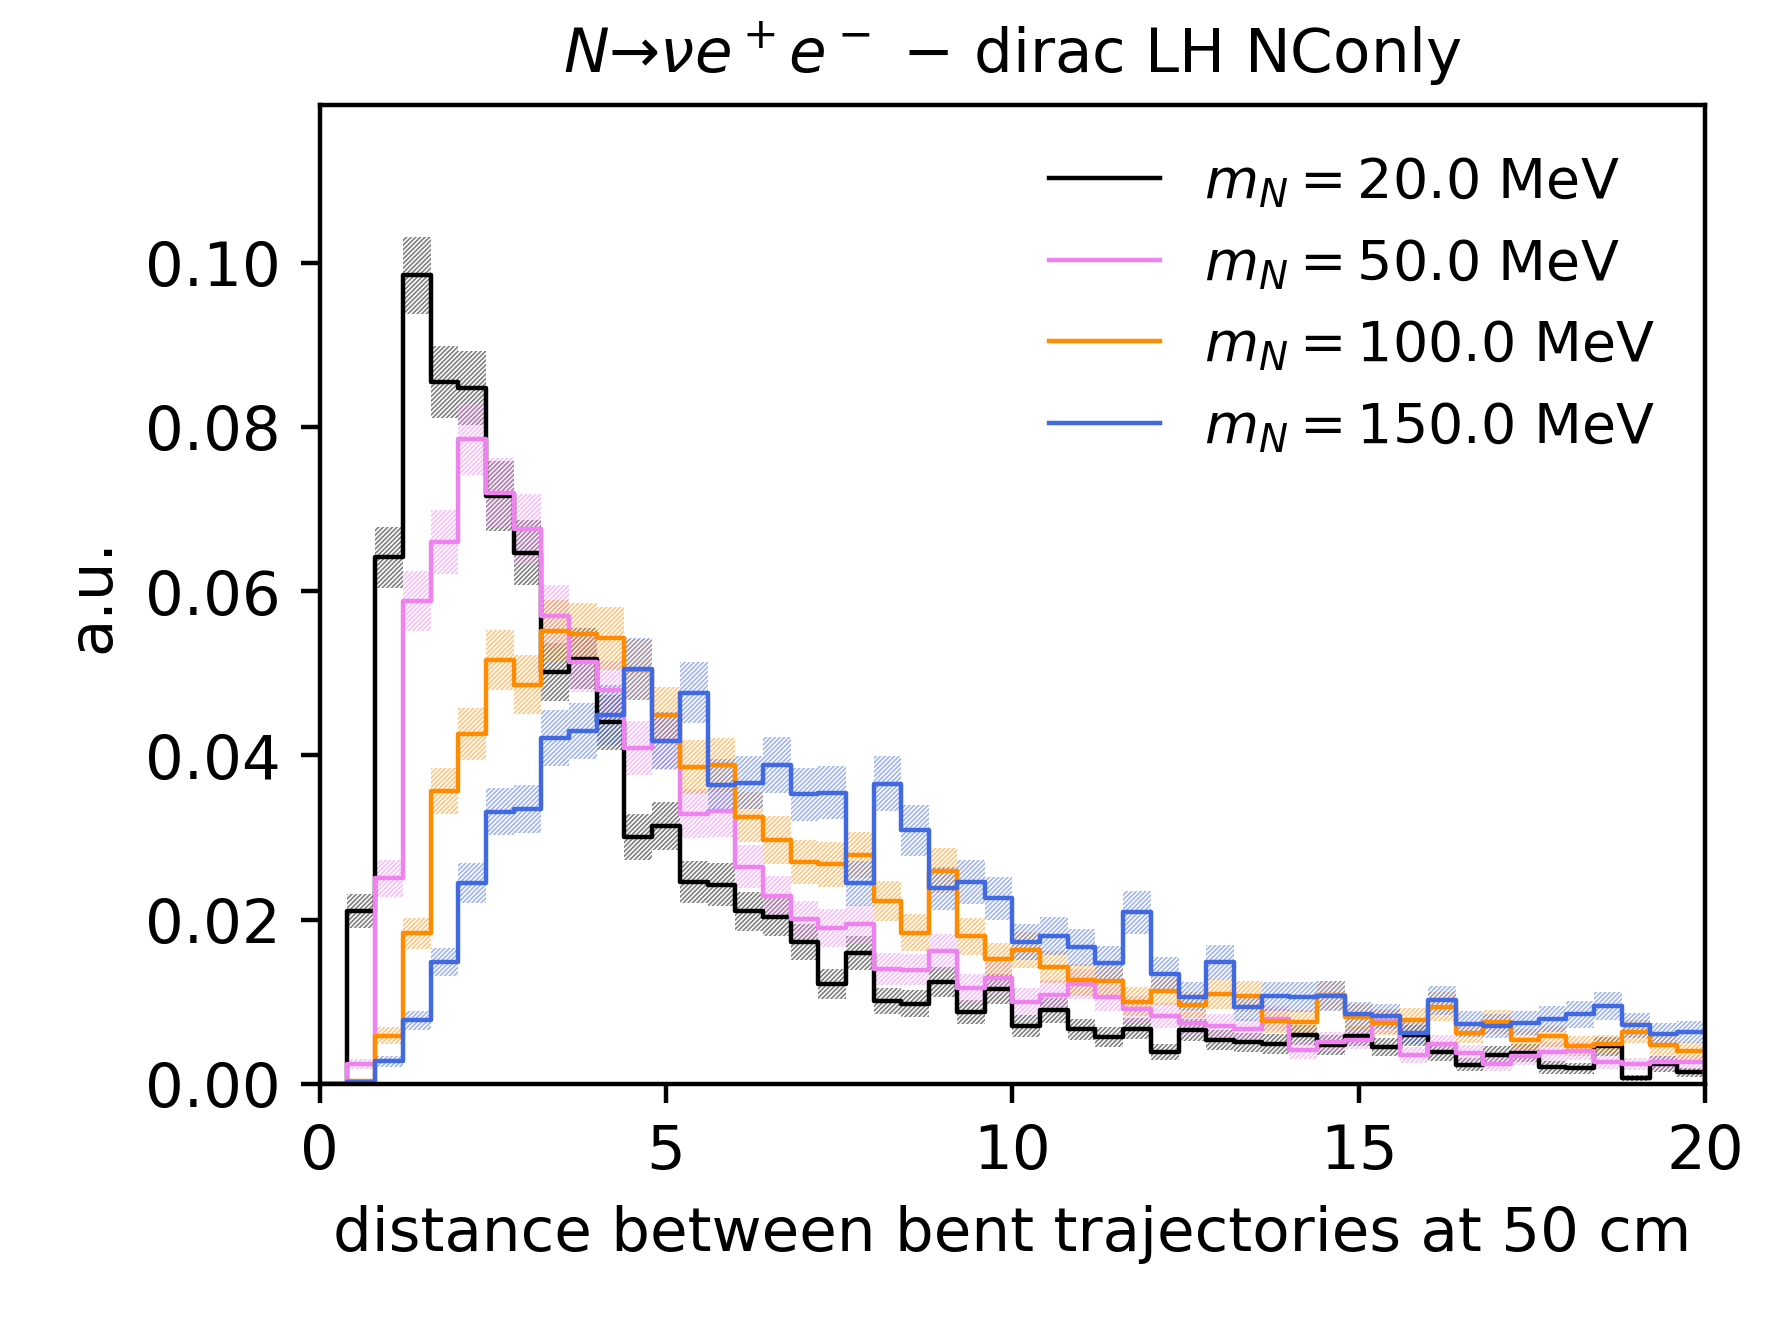 N→νe⁺e⁻ − dirac LH NConly
m_N = 20.0 MeV
m_N = 50.0 MeV
m_N = 100.0 MeV
m_N = 150.0 MeV
a.u.
0.10
0.08
0.06
0.04
0.02
0.00
0 5 10 15 20
distance between bent trajectories at 50 cm